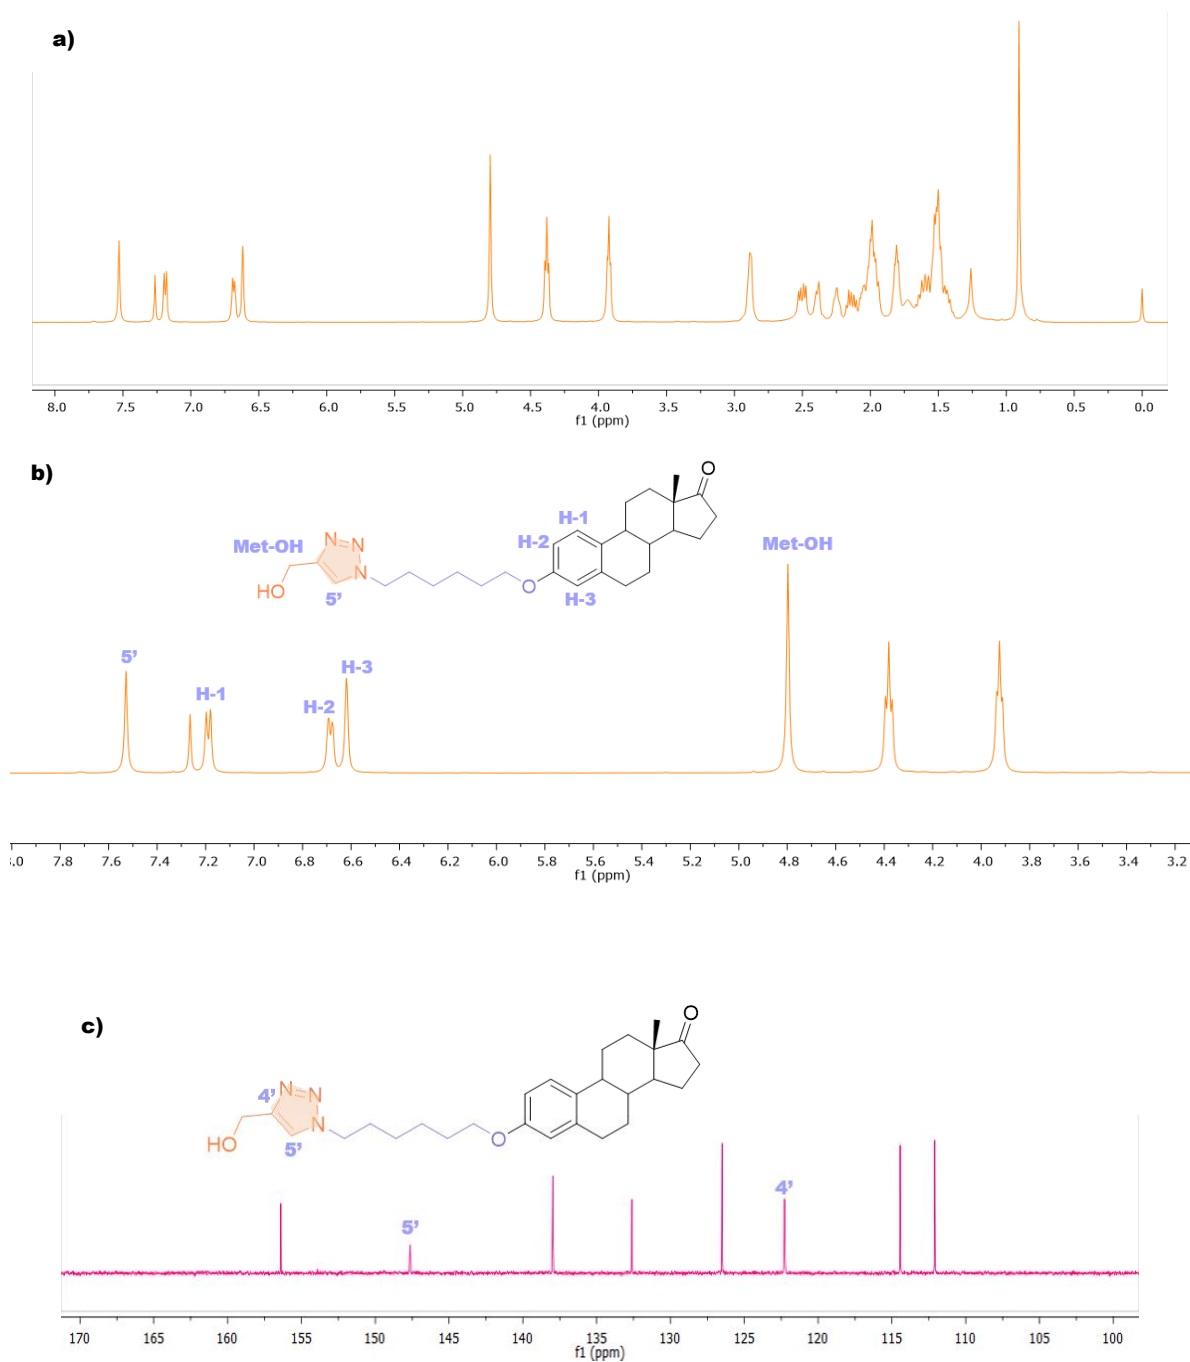 a)
8.0 7.5 7.0 6.5 6.0 5.5 5.0 4.5 4.0 3.5 3.0 2.5 2.0 1.5 1.0 0.5 0.0
f1 (ppm)
b)
O
H-1
H-2
H-3
O
N N
N
Met-OH
HO
5'
Met-OH
5'
H-1
H-2
H-3
:.0 7.8 7.6 7.4 7.2 7.0 6.8 6.6 6.4 6.2 6.0 5.8 5.6 5.4 5.2 5.0 4.8 4.6 4.4 4.2 4.0 3.8 3.6 3.4 3.2
f1 (ppm)
c)
O
4'
N N
N
HO
5'
O
5'
4'
170 165 160 155 150 145 140 135 130 125 120 115 110 105 100
f1 (ppm)